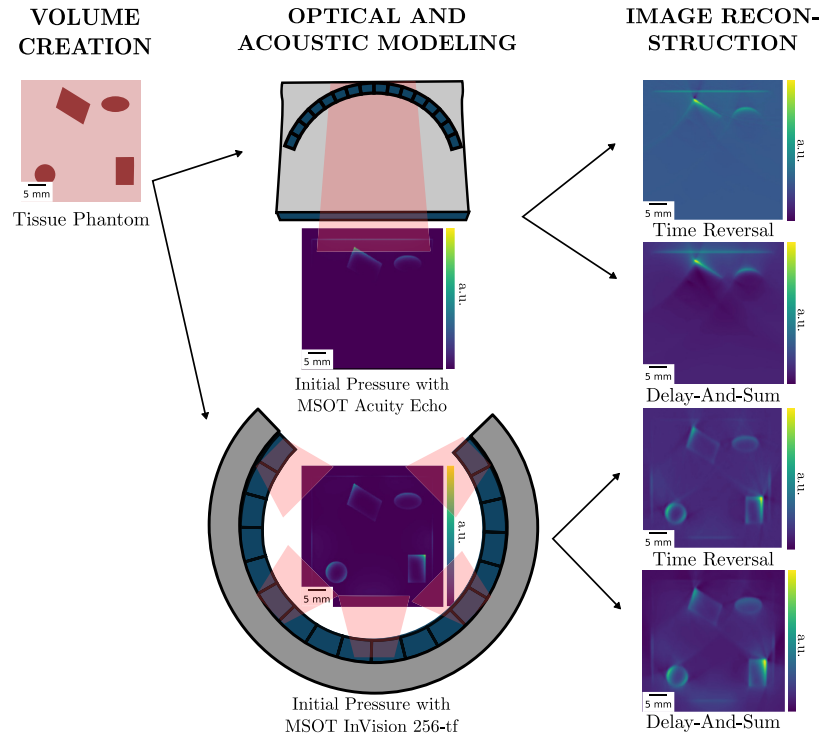 VOLUME
CREATION
OPTICAL AND
ACOUSTIC MODELING
IMAGE RECON-
STRUCTION
5 mm
Tissue Phantom
5 mm
a.u.
Initial Pressure with
MSOT Acuity Echo
5 mm
a.u.
Initial Pressure with
MSOT InVision 256-tf
5 mm
a.u.
Time Reversal
5 mm
a.u.
Delay-And-Sum
5 mm
a.u.
Time Reversal
5 mm
a.u.
Delay-And-Sum